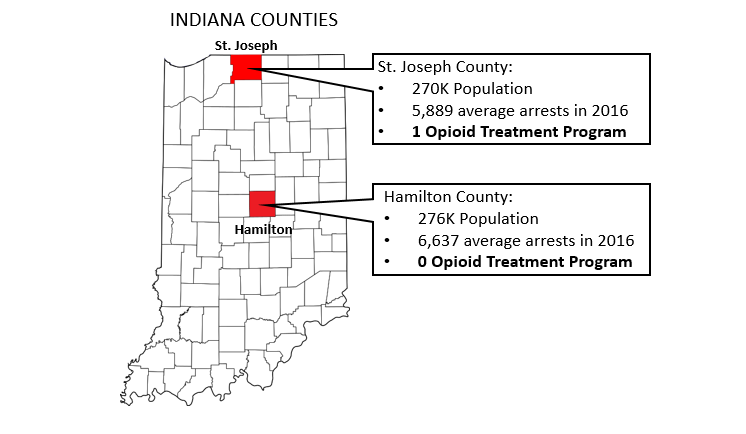 INDIANA COUNTIES
St. Joseph
St. Joseph County:
• 270K Population
• 5,889 average arrests in 2016
• 1 Opioid Treatment Program
Hamilton County:
• 276K Population
• 6,637 average arrests in 2016
• 0 Opioid Treatment Program
Hamilton